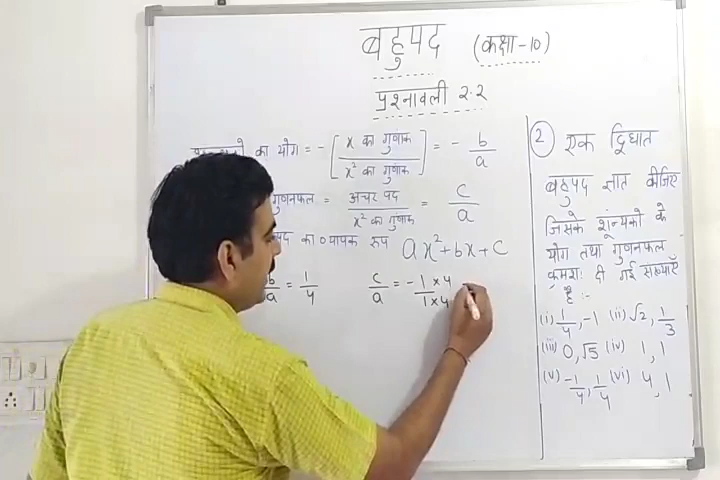 बहुपद (कक्षा-10)
प्रश्नावली २.२
का योग = - [x का गुणांक / x² का गुणांक] = - b/a
गुणनफल = अचर पद / x² का गुणांक = c/a
का व्यापक रूप ax²+bx+c
b/a = 1/4
c/a = -1×4/1×4
② एक द्विघात
बहुपद ज्ञात कीजिए
जिसके शून्यकों के
योग तथा गुणनफल
क्रमशः दी गई संख्याएँ
है :-
(i) 1/4, -1 (ii) √2, 1/3
(iii) 0, √5 (iv) 1, 1
(v) -1/4, 1/4 (vi) 4, 1